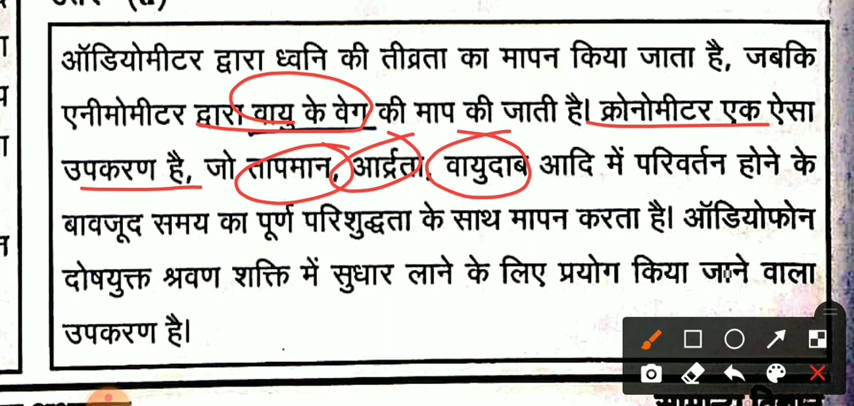 ऑडियोमीटर द्वारा ध्वनि की तीव्रता का मापन किया जाता है, जबकि
एनीमोमीटर द्वारा वायु के वेग की माप की जाती है। क्रोनोमीटर एक ऐसा
उपकरण है, जो तापमान, आर्द्रता, वायुदाब आदि में परिवर्तन होने के
बावजूद समय का पूर्ण परिशुद्धता के साथ मापन करता है। ऑडियोफोन
दोषयुक्त श्रवण शक्ति में सुधार लाने के लिए प्रयोग किया जाने वाला
उपकरण है।